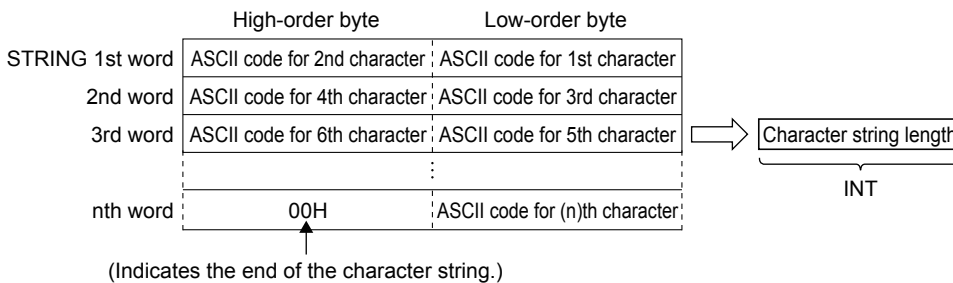 High-order byte Low-order byte
STRING 1st word ASCII code for 2nd character ASCII code for 1st character
2nd word ASCII code for 4th character ASCII code for 3rd character
3rd word ASCII code for 6th character ASCII code for 5th character Character string length
INT
nth word 00H ASCII code for (n)th character
(Indicates the end of the character string.)